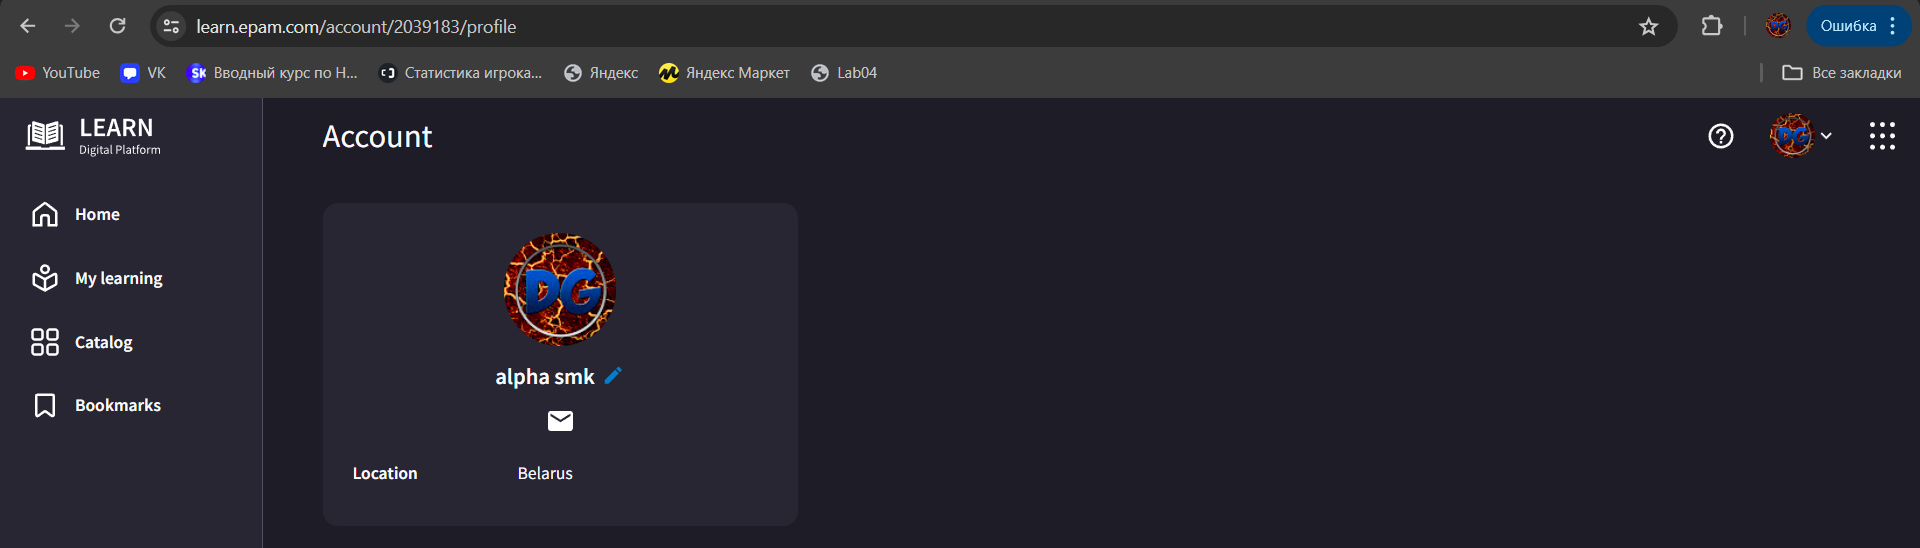 learn.epam.com/account/2039183/profile
Ошибка
YouTube
VK
Вводный курс по Н...
Статистика игрока...
Яндекс
Яндекс Маркет
Lab04
Все закладки
LEARN
Digital Platform
Account
Home
My learning
Catalog
Bookmarks
DG
alpha smk
Location Belarus